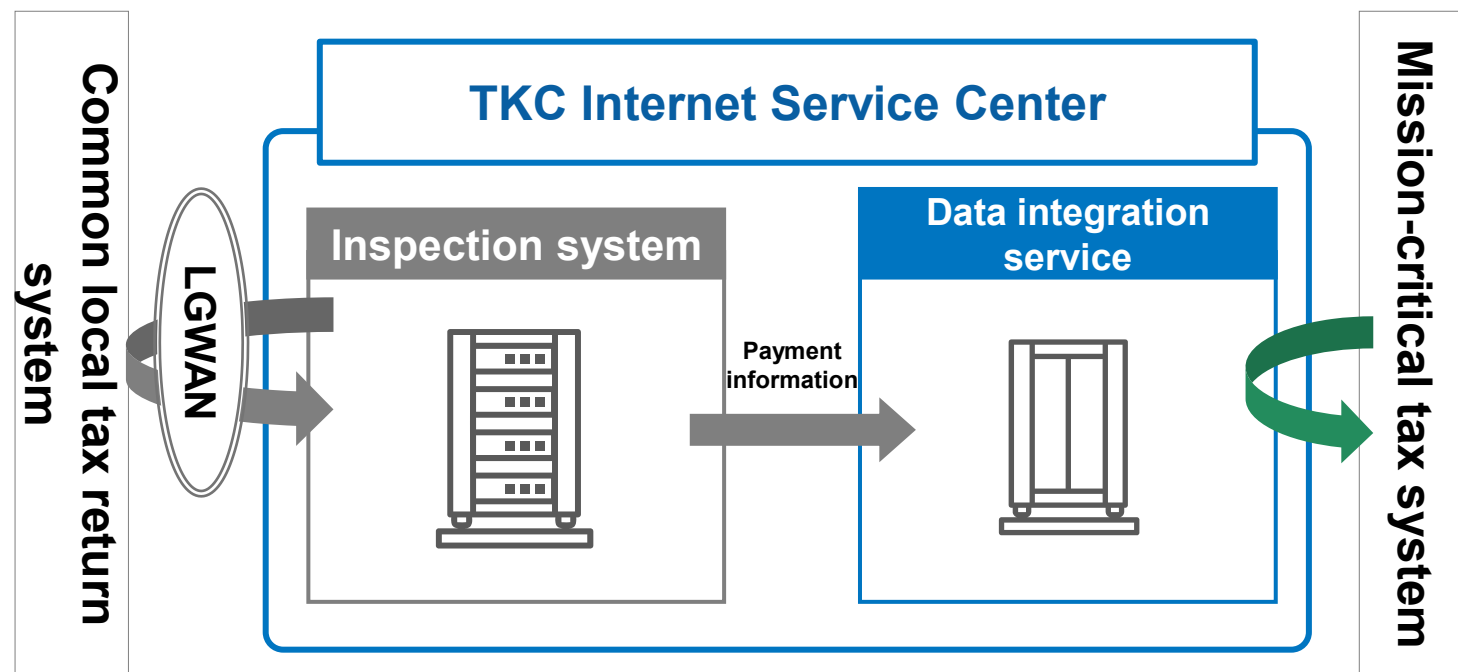 Common local tax return
system
LGWAN
TKC Internet Service Center
Inspection system
Payment
information
Data integration
service
Mission-critical tax system